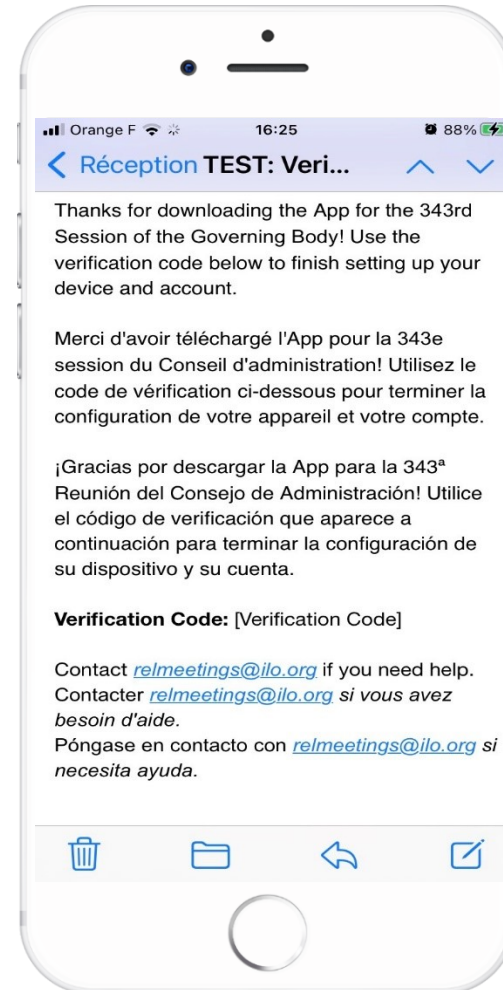 Orange F 16:25 88%
Réception TEST: Veri...
Thanks for downloading the App for the 343rd
Session of the Governing Body! Use the
verification code below to finish setting up your
device and account.
Merci d'avoir téléchargé l'App pour la 343e
session du Conseil d'administration! Utilisez le
code de vérification ci-dessous pour terminer la
configuration de votre appareil et votre compte.
¡Gracias por descargar la App para la 343ª
Reunión del Consejo de Administración! Utilice
el código de verificación que aparece a
continuación para terminar la configuración de
su dispositivo y su cuenta.
Verification Code: [Verification Code]
Contact relmeetings@ilo.org if you need help.
Contacter relmeetings@ilo.org si vous avez
besoin d'aide.
Póngase en contacto con relmeetings@ilo.org si
necesita ayuda.